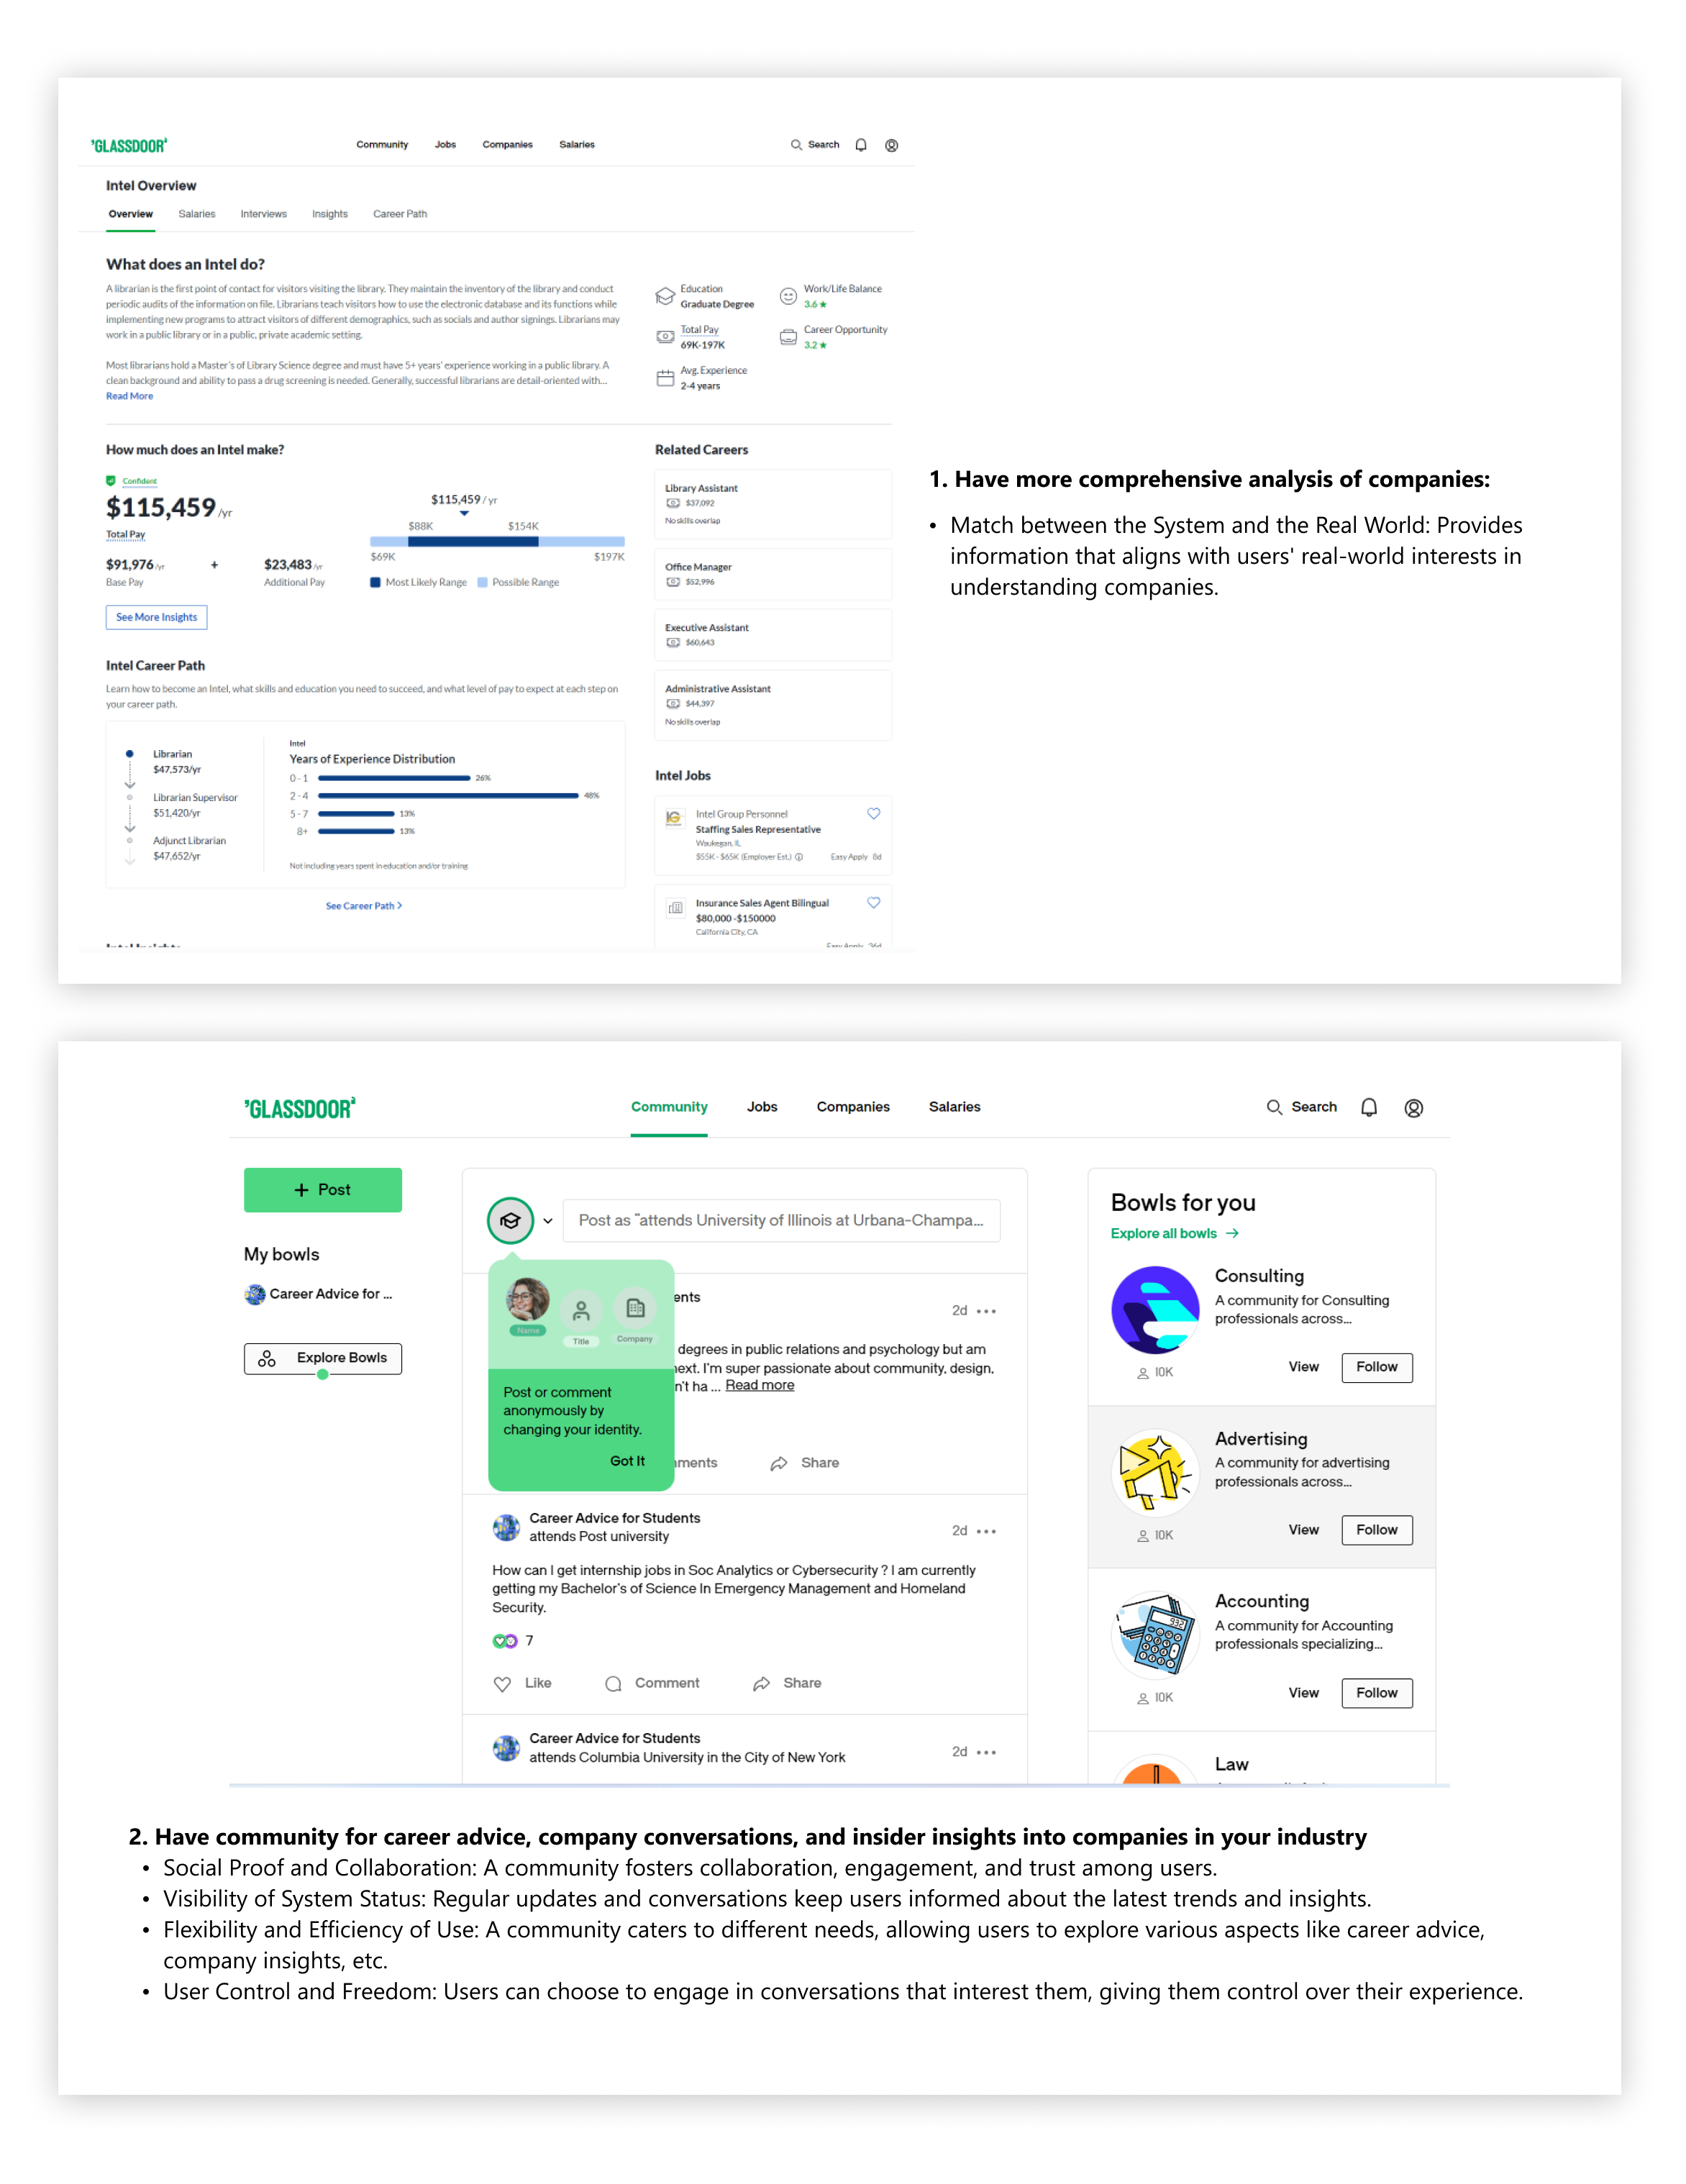 GLASSDOOR
Community Jobs Companies Salaries
Search
Intel Overview
Overview Salaries Interviews Insights Career Path
What does an Intel do?
A librarian is the first point of contact for visitors visiting the library. They maintain the inventory of the library and conduct
periodic audits of the information on file. Librarians teach visitors how to use the electronic database and its functions while
implementing new programs to attract visitors of different demographics, such as socials and author signings. Librarians may
work in a public library or in a public, private academic setting.
Most librarians hold a Master's of Library Science degree and must have 5+ years' experience working in a public library. A
clean background and ability to pass a drug screening is needed. Generally, successful librarians are detail-oriented with...
Read More
Education
Graduate Degree
Work/Life Balance
3.6 ★
Total Pay
69K-197K
Career Opportunity
3.2 ★
Avg. Experience
2-4 years
How much does an Intel make?
Confident
$115,459 /yr
Total Pay
$91,976 /yr + $23,483 /yr
Base Pay Additional Pay
$115,459 / yr
$88K $154K
$69K $197K
Most Likely Range Possible Range
See More Insights
Related Careers
Library Assistant
$37,092
No skills overlap
Office Manager
$52,996
Executive Assistant
$60,643
Administrative Assistant
$44,397
No skills overlap
Intel Career Path
Learn how to become an Intel, what skills and education you need to succeed, and what level of pay to expect at each step on
your career path.
Librarian
$47,573/yr
Librarian Supervisor
$51,420/yr
Adjunct Librarian
$47,652/yr
Intel
Years of Experience Distribution
0 - 1 26%
2 - 4 48%
5 - 7 13%
8+ 13%
Not including years spent in education and/or training
See Career Path >
Intel Jobs
Intel Group Personnel
Staffing Sales Representative
Waukegan, IL
$55K - $65K (Employer Est.) Easy Apply 8d
Insurance Sales Agent Bilingual
$80,000 -$150000
California City, CA
Easy Apply 36d
Intel Insights
1. Have more comprehensive analysis of companies:
• Match between the System and the Real World: Provides
information that aligns with users' real-world interests in
understanding companies.
GLASSDOOR
Community Jobs Companies Salaries
Search
+ Post
My bowls
Career Advice for ...
Explore Bowls
Post as "attends University of Illinois at Urbana-Champa...
Name
Title
Company
Post or comment
anonymously by
changing your identity.
Got It
ents
2d
degrees in public relations and psychology but am
next. I'm super passionate about community, design,
n't ha ... Read more
mments Share
Career Advice for Students
attends Post university
2d
How can I get internship jobs in Soc Analytics or Cybersecurity ? I am currently
getting my Bachelor's of Science In Emergency Management and Homeland
Security.
7
Like Comment Share
Career Advice for Students
attends Columbia University in the City of New York
2d
Bowls for you
Explore all bowls →
Consulting
A community for Consulting
professionals across...
10K View Follow
Advertising
A community for advertising
professionals across...
10K View Follow
932
Accounting
A community for Accounting
professionals specializing...
10K View Follow
Law
2. Have community for career advice, company conversations, and insider insights into companies in your industry
• Social Proof and Collaboration: A community fosters collaboration, engagement, and trust among users.
• Visibility of System Status: Regular updates and conversations keep users informed about the latest trends and insights.
• Flexibility and Efficiency of Use: A community caters to different needs, allowing users to explore various aspects like career advice,
company insights, etc.
• User Control and Freedom: Users can choose to engage in conversations that interest them, giving them control over their experience.